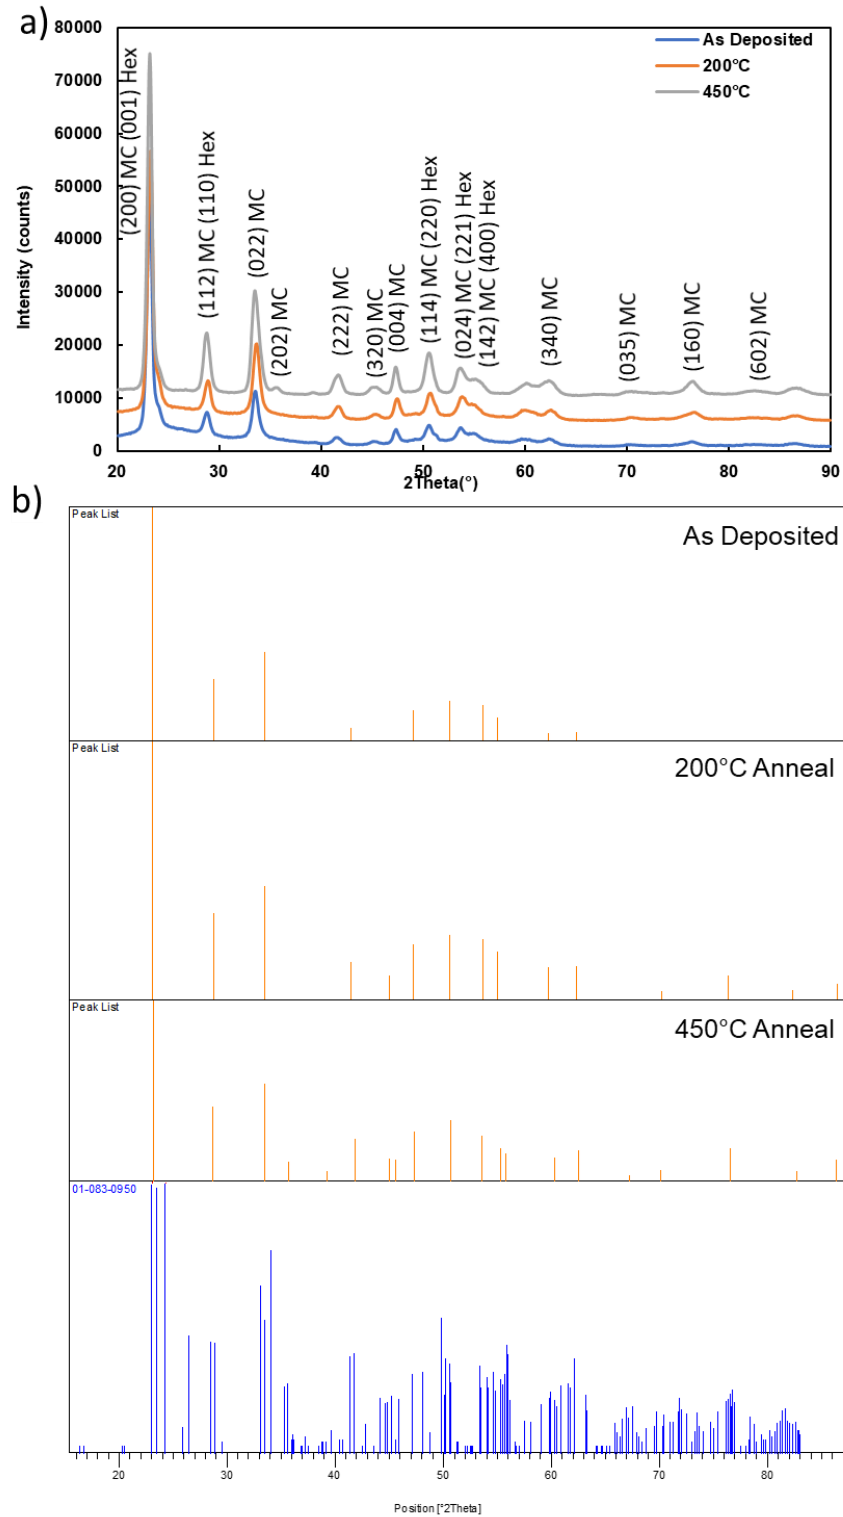 a)
As Deposited
200°C
450°C
80000
70000
60000
50000
40000
30000
20000
10000
0
Intensity (counts)
(200) MC (001) Hex
(112) MC (110) Hex
(022) MC
(202) MC
(222) MC
(320) MC
(004) MC
(114) MC (220) Hex
(024) MC (221) Hex
(142) MC (400) Hex
(340) MC
(035) MC
(160) MC
(602) MC
20 30 40 50 60 70 80 90
2Theta(°)
b)
Peak List
As Deposited
Peak List
200°C Anneal
Peak List
450°C Anneal
01-083-0950
20 30 40 50 60 70 80
Position [°2Theta]